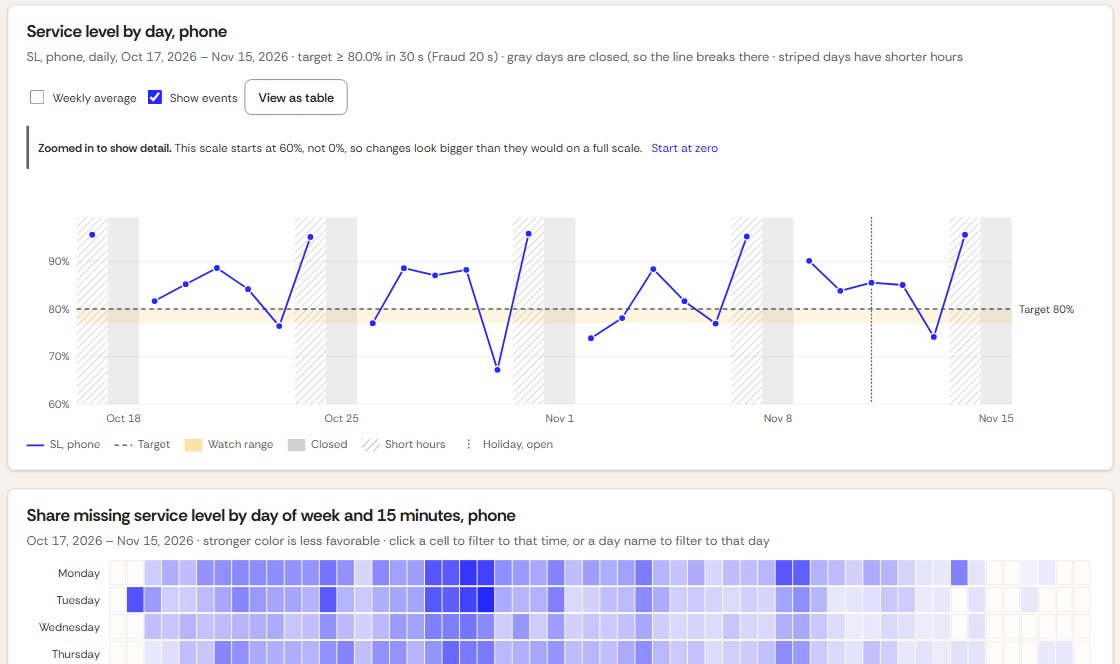 Service level by day, phone
SL, phone, daily, Oct 17, 2026 – Nov 15, 2026 · target ≥ 80.0% in 30 s (Fraud 20 s) · gray days are closed, so the line breaks there · striped days have shorter hours
Weekly average
Show events
View as table
Zoomed in to show detail. This scale starts at 60%, not 0%, so changes look bigger than they would on a full scale. Start at zero
90%
80%
Target 80%
70%
60%
Oct 18
Oct 25
Nov 1
Nov 8
Nov 15
SL, phone
Target
Watch range
Closed
Short hours
Holiday, open
Share missing service level by day of week and 15 minutes, phone
Oct 17, 2026 – Nov 15, 2026 · stronger color is less favorable · click a cell to filter to that time, or a day name to filter to that day
Monday
Tuesday
Wednesday
Thursday